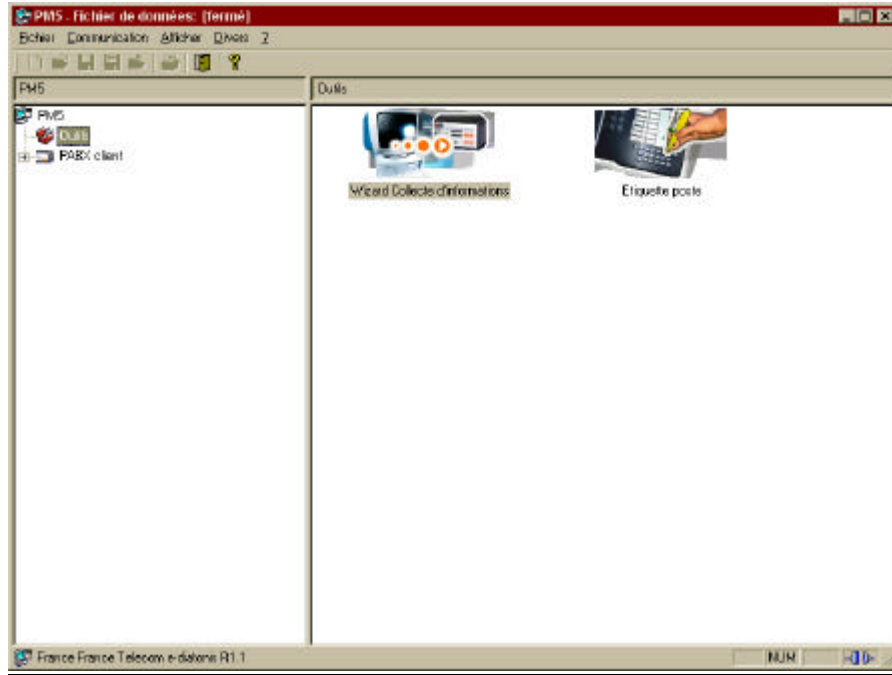 PM5 - Fichier de données: (fermé)
Fichier Communication Afficher Divers ?
PM5
Outils
PM5
Outils
PABX client
Wizard Collecte d'informations
Etiquette poste
France France Telecom e-diatonis R1.1
NUM